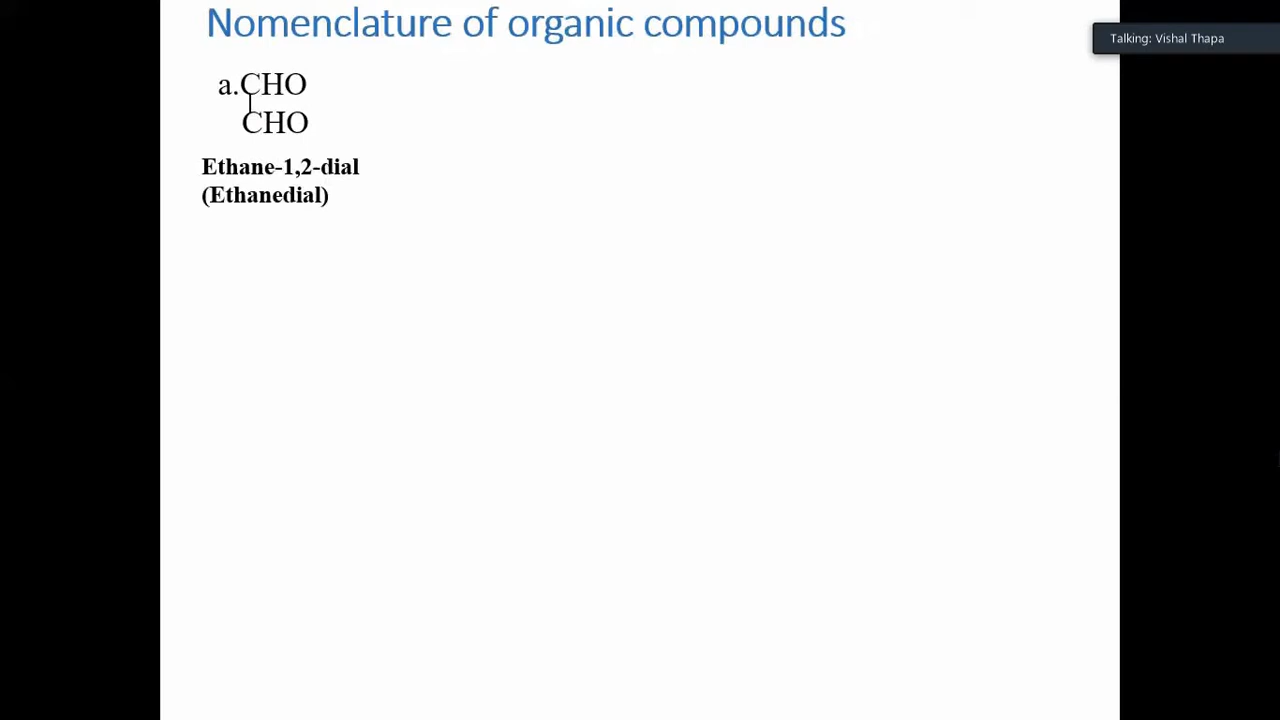 Nomenclature of organic compounds
Talking: Vishal Thapa
a.CHO
CHO
Ethane-1,2-dial
(Ethanedial)